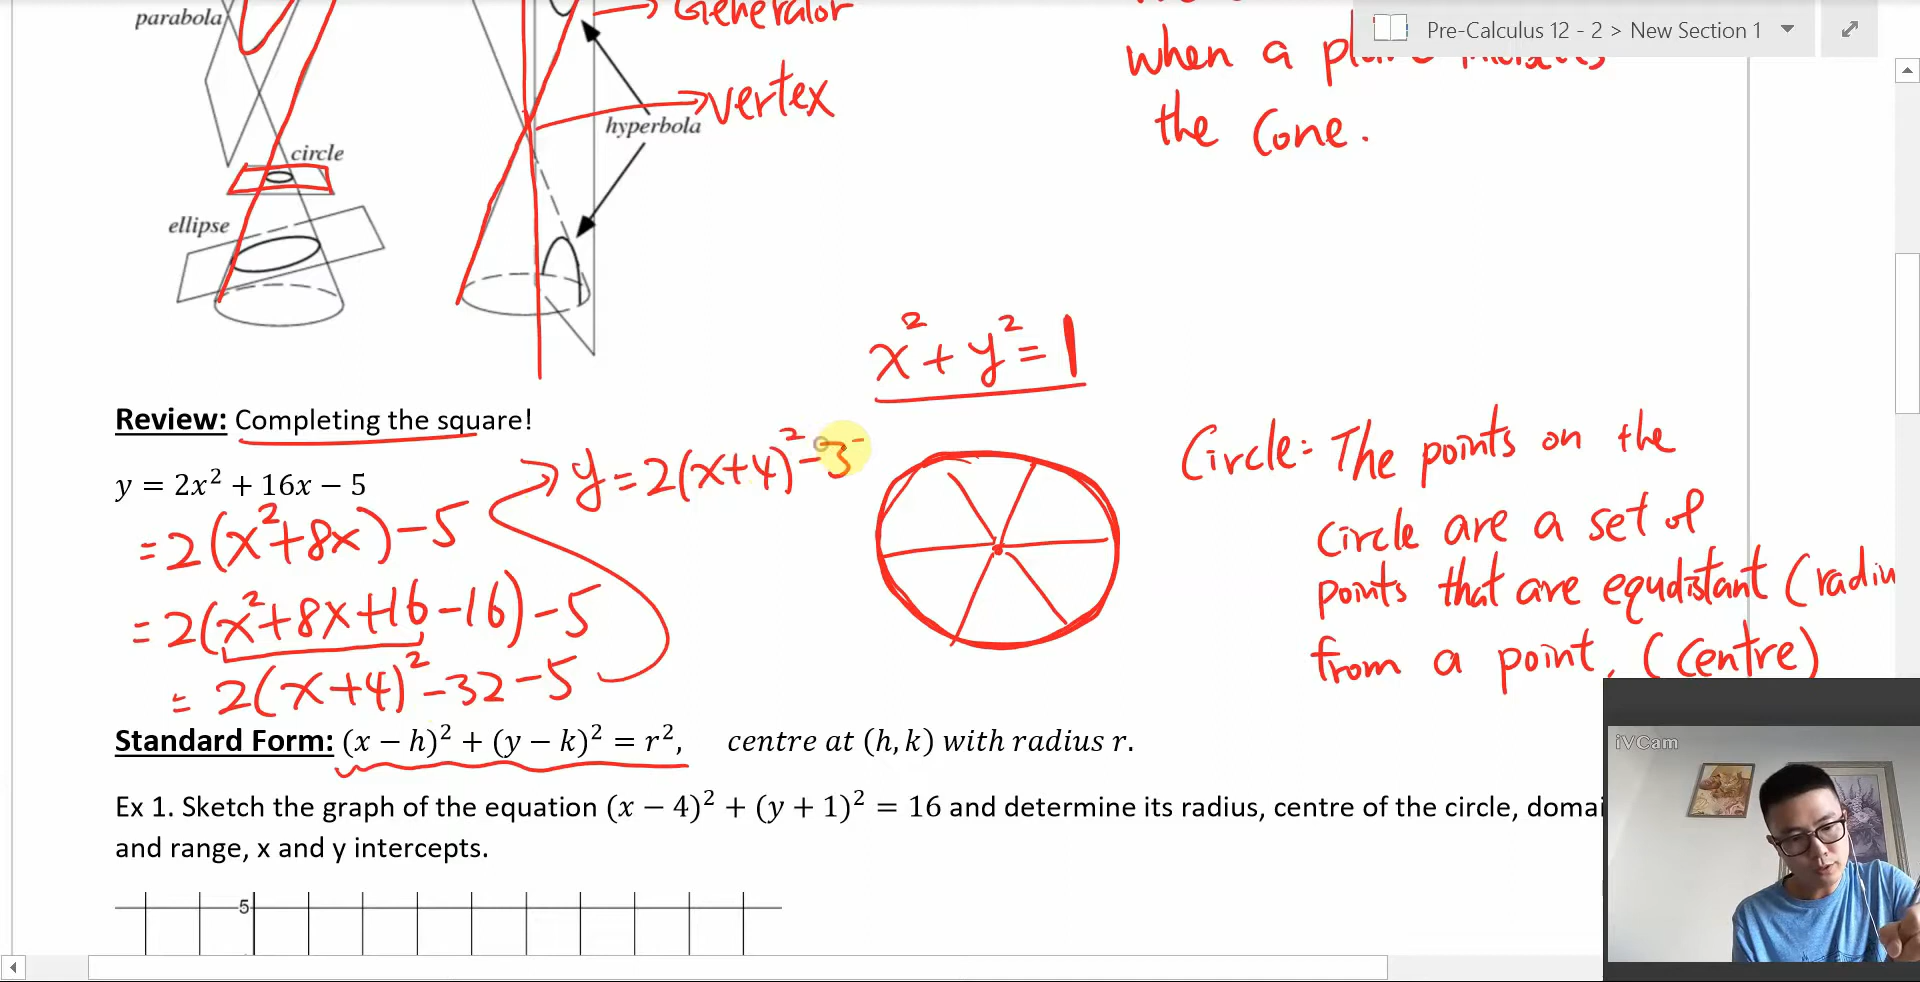 parabola
Generator
Pre-Calculus 12 - 2 > New Section 1
when a
vertex
hyperbola
the Cone.
circle
ellipse
x² + y² = 1
Review: Completing the square!
y = 2(x+4)² - 3
Circle: The points on the
y = 2x² + 16x − 5
= 2(x²+8x) - 5
circle are a set of
= 2(x²+8x+16-16) - 5
points that are equdistant (radiu
= 2(x+4)² - 32 - 5
from a point. (Centre)
Standard Form: (x − h)² + (y − k)² = r², centre at (h, k) with radius r.
iVCam
Ex 1. Sketch the graph of the equation (x − 4)² + (y + 1)² = 16 and determine its radius, centre of the circle, domai
and range, x and y intercepts.
5